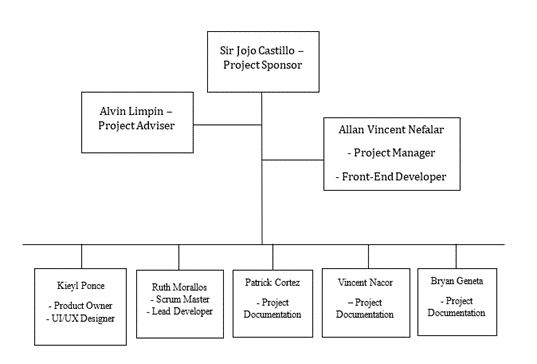 Sir Jojo Castillo –
Project Sponsor
Alvin Limpin –
Project Adviser
Allan Vincent Nefalar
- Project Manager
- Front-End Developer
Kieyl Ponce
- Product Owner
- UI/UX Designer
Ruth Morallos
- Scrum Master
- Lead Developer
Patrick Cortez
- Project
Documentation
Vincent Nacor
– Project
Documentation
Bryan Geneta
- Project
Documentation